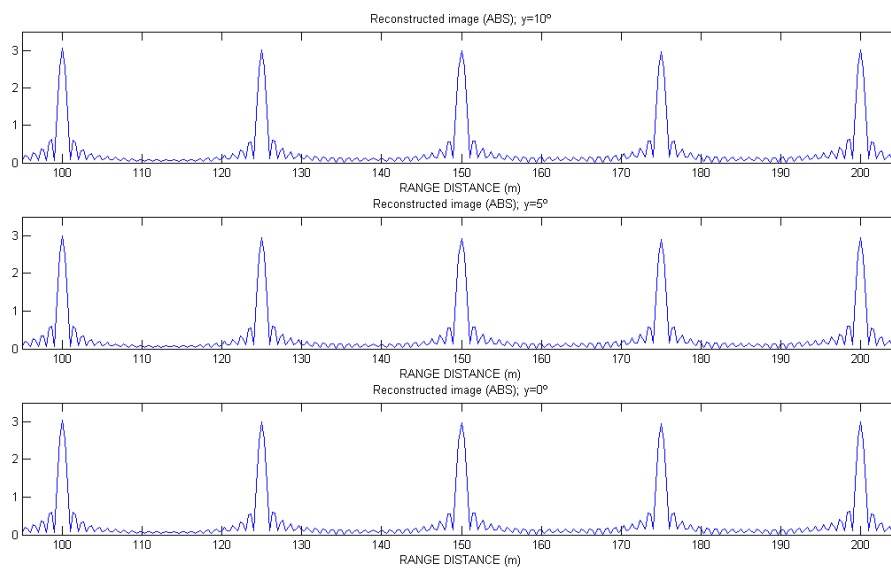 Reconstructed image (ABS); y=10º
3
2
1
0
100 110 120 130 140 150 160 170 180 190 200
RANGE DISTANCE (m)
Reconstructed image (ABS); y=5º
3
2
1
0
100 110 120 130 140 150 160 170 180 190 200
RANGE DISTANCE (m)
Reconstructed image (ABS); y=0º
3
2
1
0
100 110 120 130 140 150 160 170 180 190 200
RANGE DISTANCE (m)